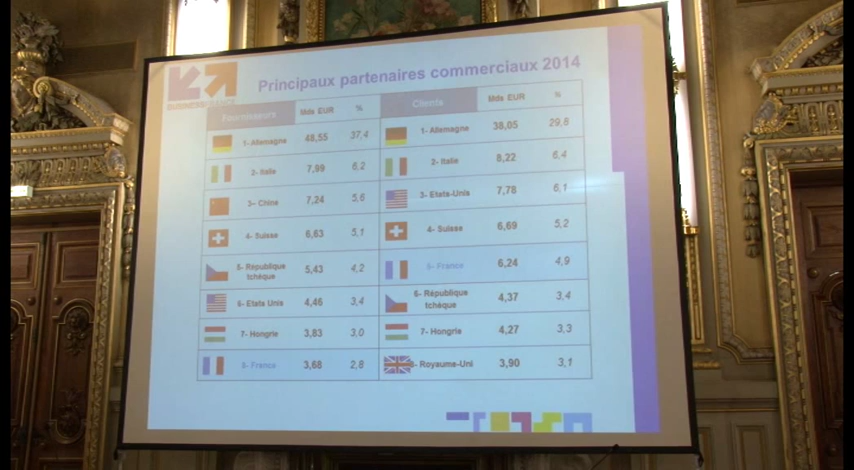 BUSINESS FRANCE
Principaux partenaires commerciaux 2014
Fournisseurs Mds EUR % Clients Mds EUR %
1- Allemagne 48,55 37,4 1- Allemagne 38,05 29,8
2- Italie 7,99 6,2 2- Italie 8,22 6,4
3- Chine 7,24 5,6 3- Etats-Unis 7,78 6,1
4- Suisse 6,63 5,1 4- Suisse 6,69 5,2
5- République tchèque 5,43 4,2 5- France 6,24 4,9
6- Etats Unis 4,46 3,4 6- République tchèque 4,37 3,4
7- Hongrie 3,83 3,0 7- Hongrie 4,27 3,3
8- France 3,68 2,8 8- Royaume-Uni 3,90 3,1